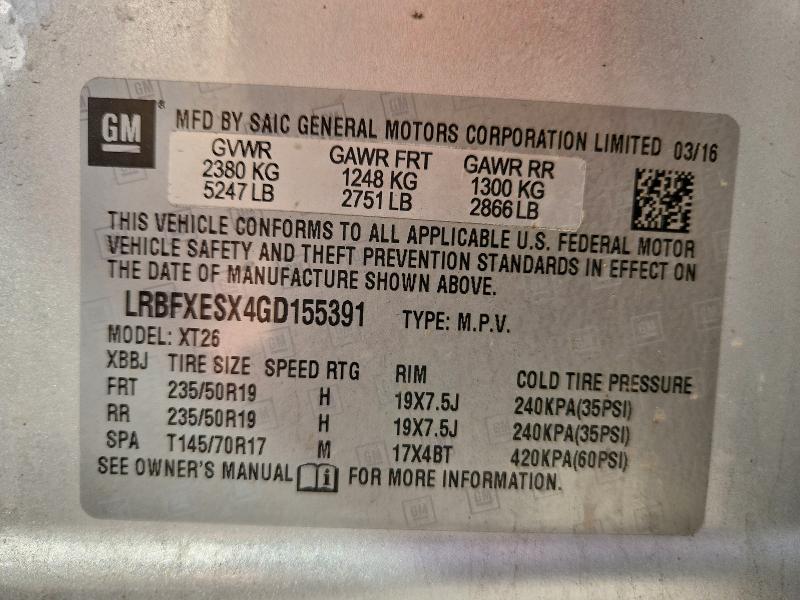 GM ® MFD BY SAIC GENERAL MOTORS CORPORATION LIMITED 03/16
GVWR GAWR FRT GAWR RR
2380 KG 1248 KG 1300 KG
5247 LB 2751 LB 2866 LB
THIS VEHICLE CONFORMS TO ALL APPLICABLE U.S. FEDERAL MOTOR
VEHICLE SAFETY AND THEFT PREVENTION STANDARDS IN EFFECT ON
THE DATE OF MANUFACTURE SHOWN ABOVE.
LRBFXESX4GD155391 TYPE: M.P.V.
MODEL: XT26
XBBJ TIRE SIZE SPEED RTG RIM COLD TIRE PRESSURE
FRT 235/50R19 H 19X7.5J 240KPA(35PSI)
RR 235/50R19 H 19X7.5J 240KPA(35PSI)
SPA T145/70R17 M 17X4BT 420KPA(60PSI)
SEE OWNER'S MANUAL i FOR MORE INFORMATION.